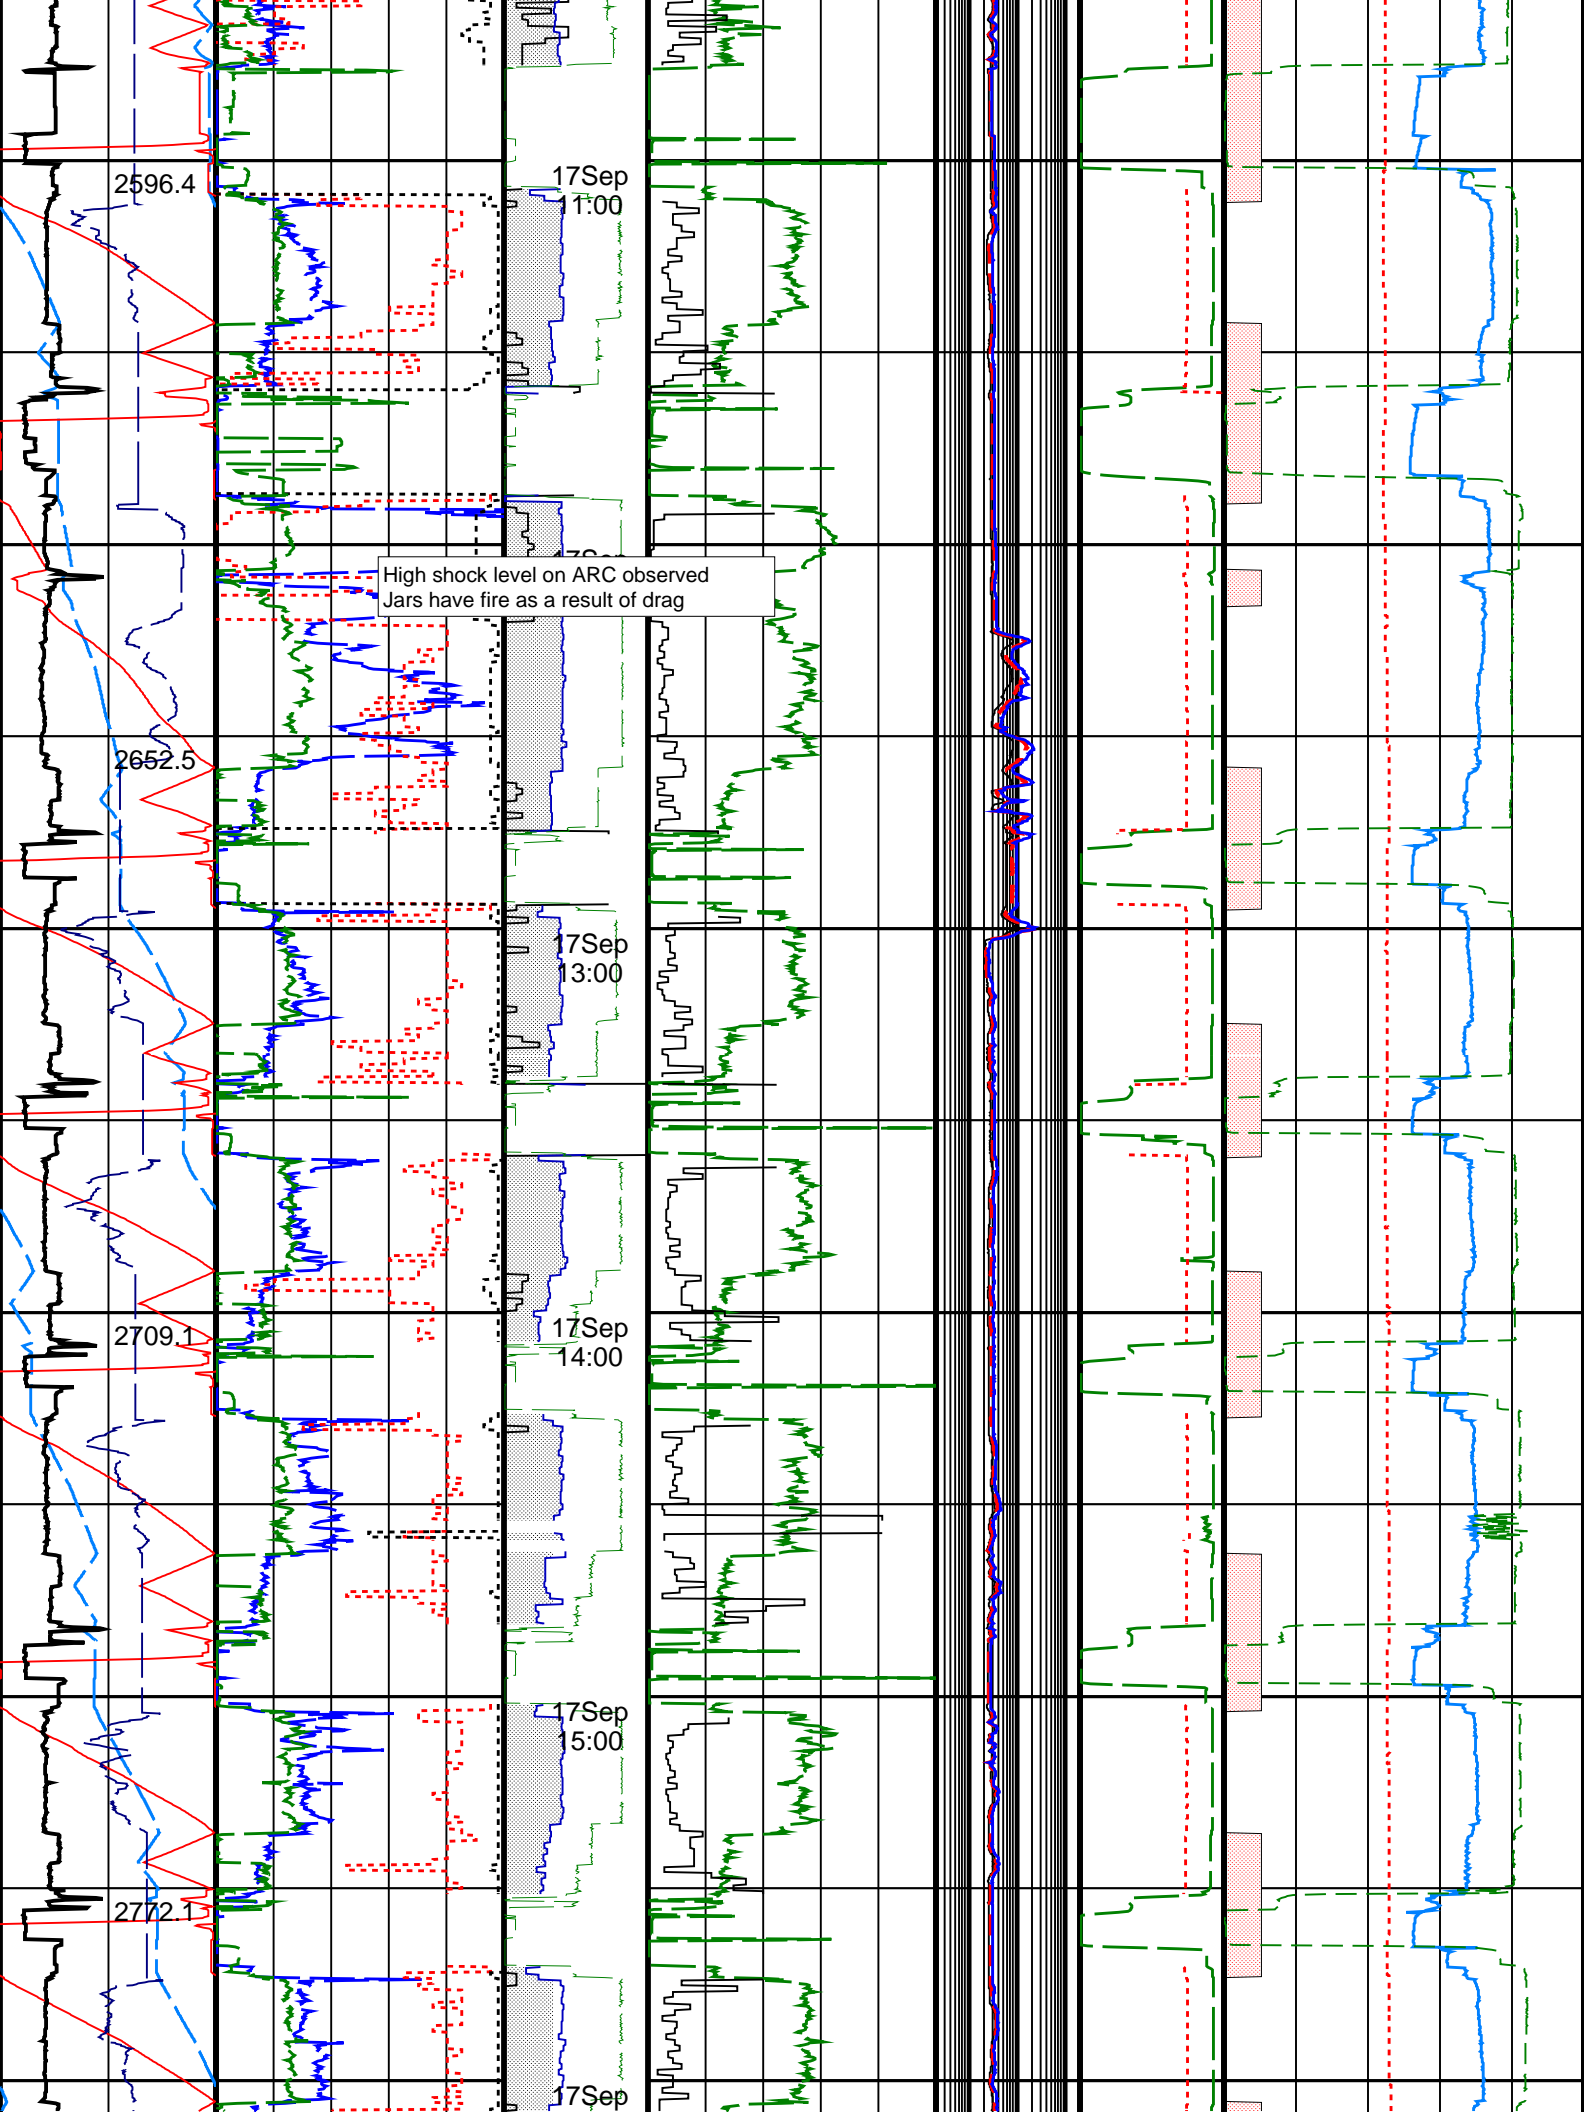 2596.4
17Sep
11:00
17Sep
High shock level on ARC observed
Jars have fire as a result of drag
2652.5
17Sep
13:00
2709.1
17Sep
14:00
17Sep
15:00
2772.1
17Sep